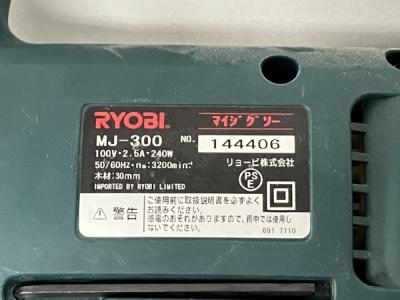 RYOBI マイジグソー
MJ-300 NO. 144406
100V・2.5A・240W
50/60Hz・n₀:3200min⁻¹ リョービ株式会社
木材:30mm
IMPORTED BY RYOBI LIMITED
PS
E
警告
ご使用前に取扱説明書を必ずよく
お読みください。
感電のおそれがありますので、雨中では使用し
ないでください。
691 7110